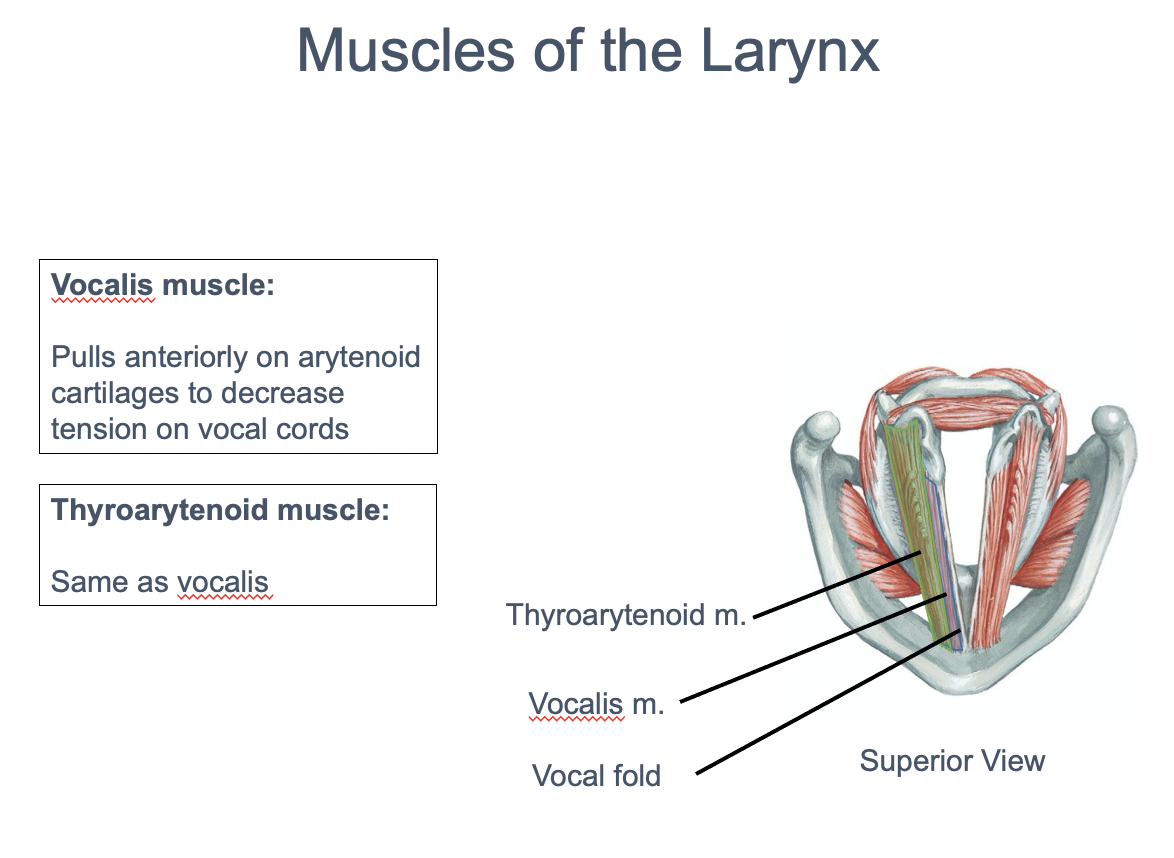 Muscles of the Larynx
Vocalis muscle:
Pulls anteriorly on arytenoid
cartilages to decrease
tension on vocal cords
Thyroarytenoid muscle:
Same as vocalis
Thyroarytenoid m.
Vocalis m.
Vocal fold
Superior View